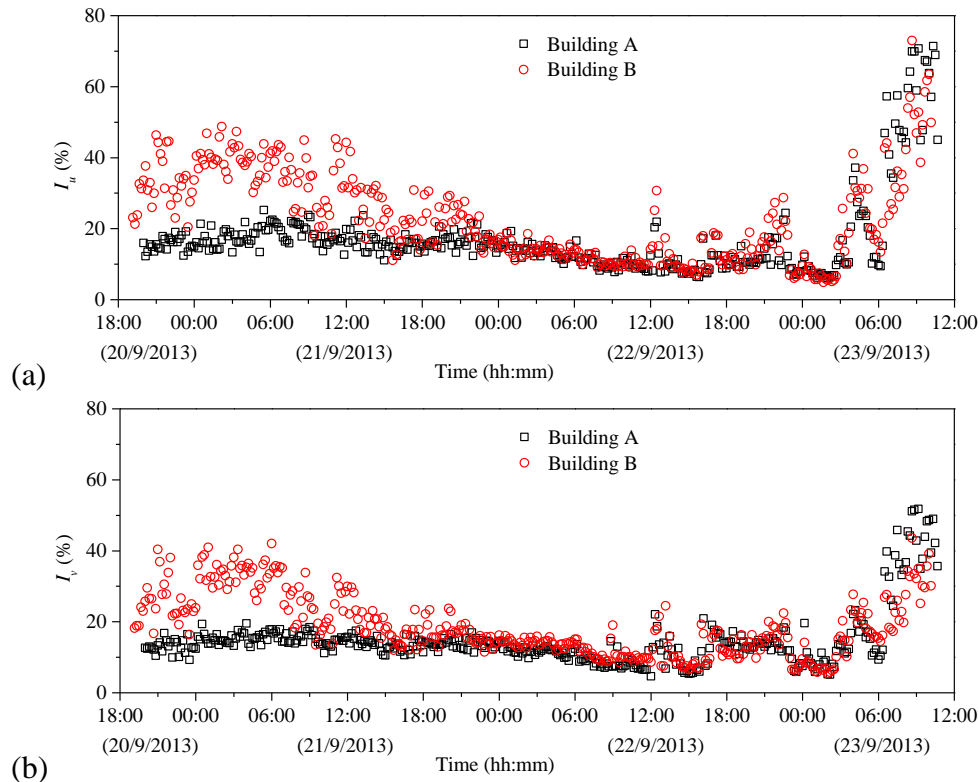 80
60
40
20
0
I_u (%)
Building A
Building B
18:00 00:00 06:00 12:00 18:00 00:00 06:00 12:00 18:00 00:00 06:00 12:00
(20/9/2013) (21/9/2013) (22/9/2013) (23/9/2013)
Time (hh:mm)
(a)
80
60
40
20
0
I_v (%)
Building A
Building B
18:00 00:00 06:00 12:00 18:00 00:00 06:00 12:00 18:00 00:00 06:00 12:00
(20/9/2013) (21/9/2013) (22/9/2013) (23/9/2013)
Time (hh:mm)
(b)